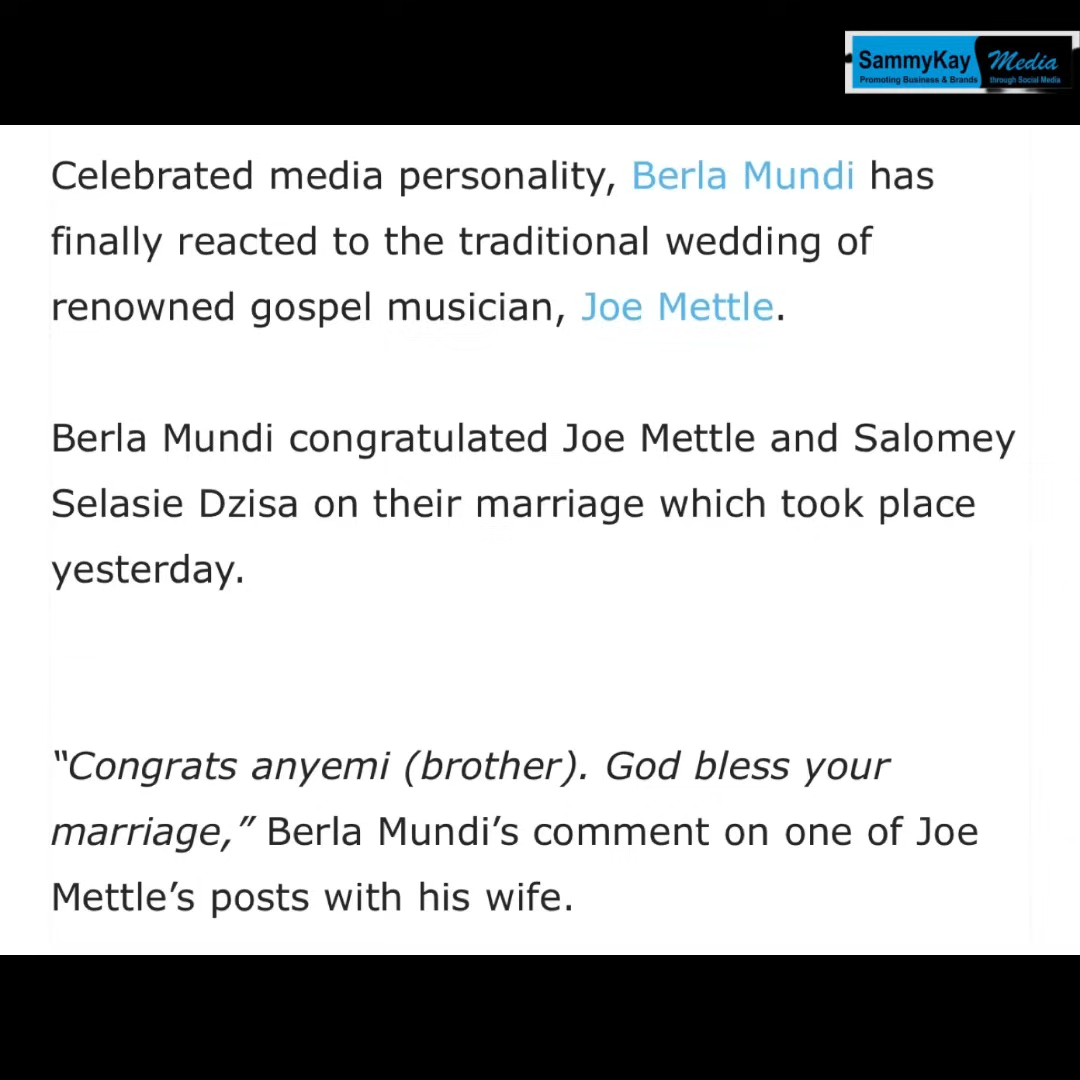 SammyKay Media
Promoting Business & Brands through Social Media
Celebrated media personality, Berla Mundi has
finally reacted to the traditional wedding of
renowned gospel musician, Joe Mettle.
Berla Mundi congratulated Joe Mettle and Salomey
Selasie Dzisa on their marriage which took place
yesterday.
“Congrats anyemi (brother). God bless your
marriage,” Berla Mundi’s comment on one of Joe
Mettle’s posts with his wife.